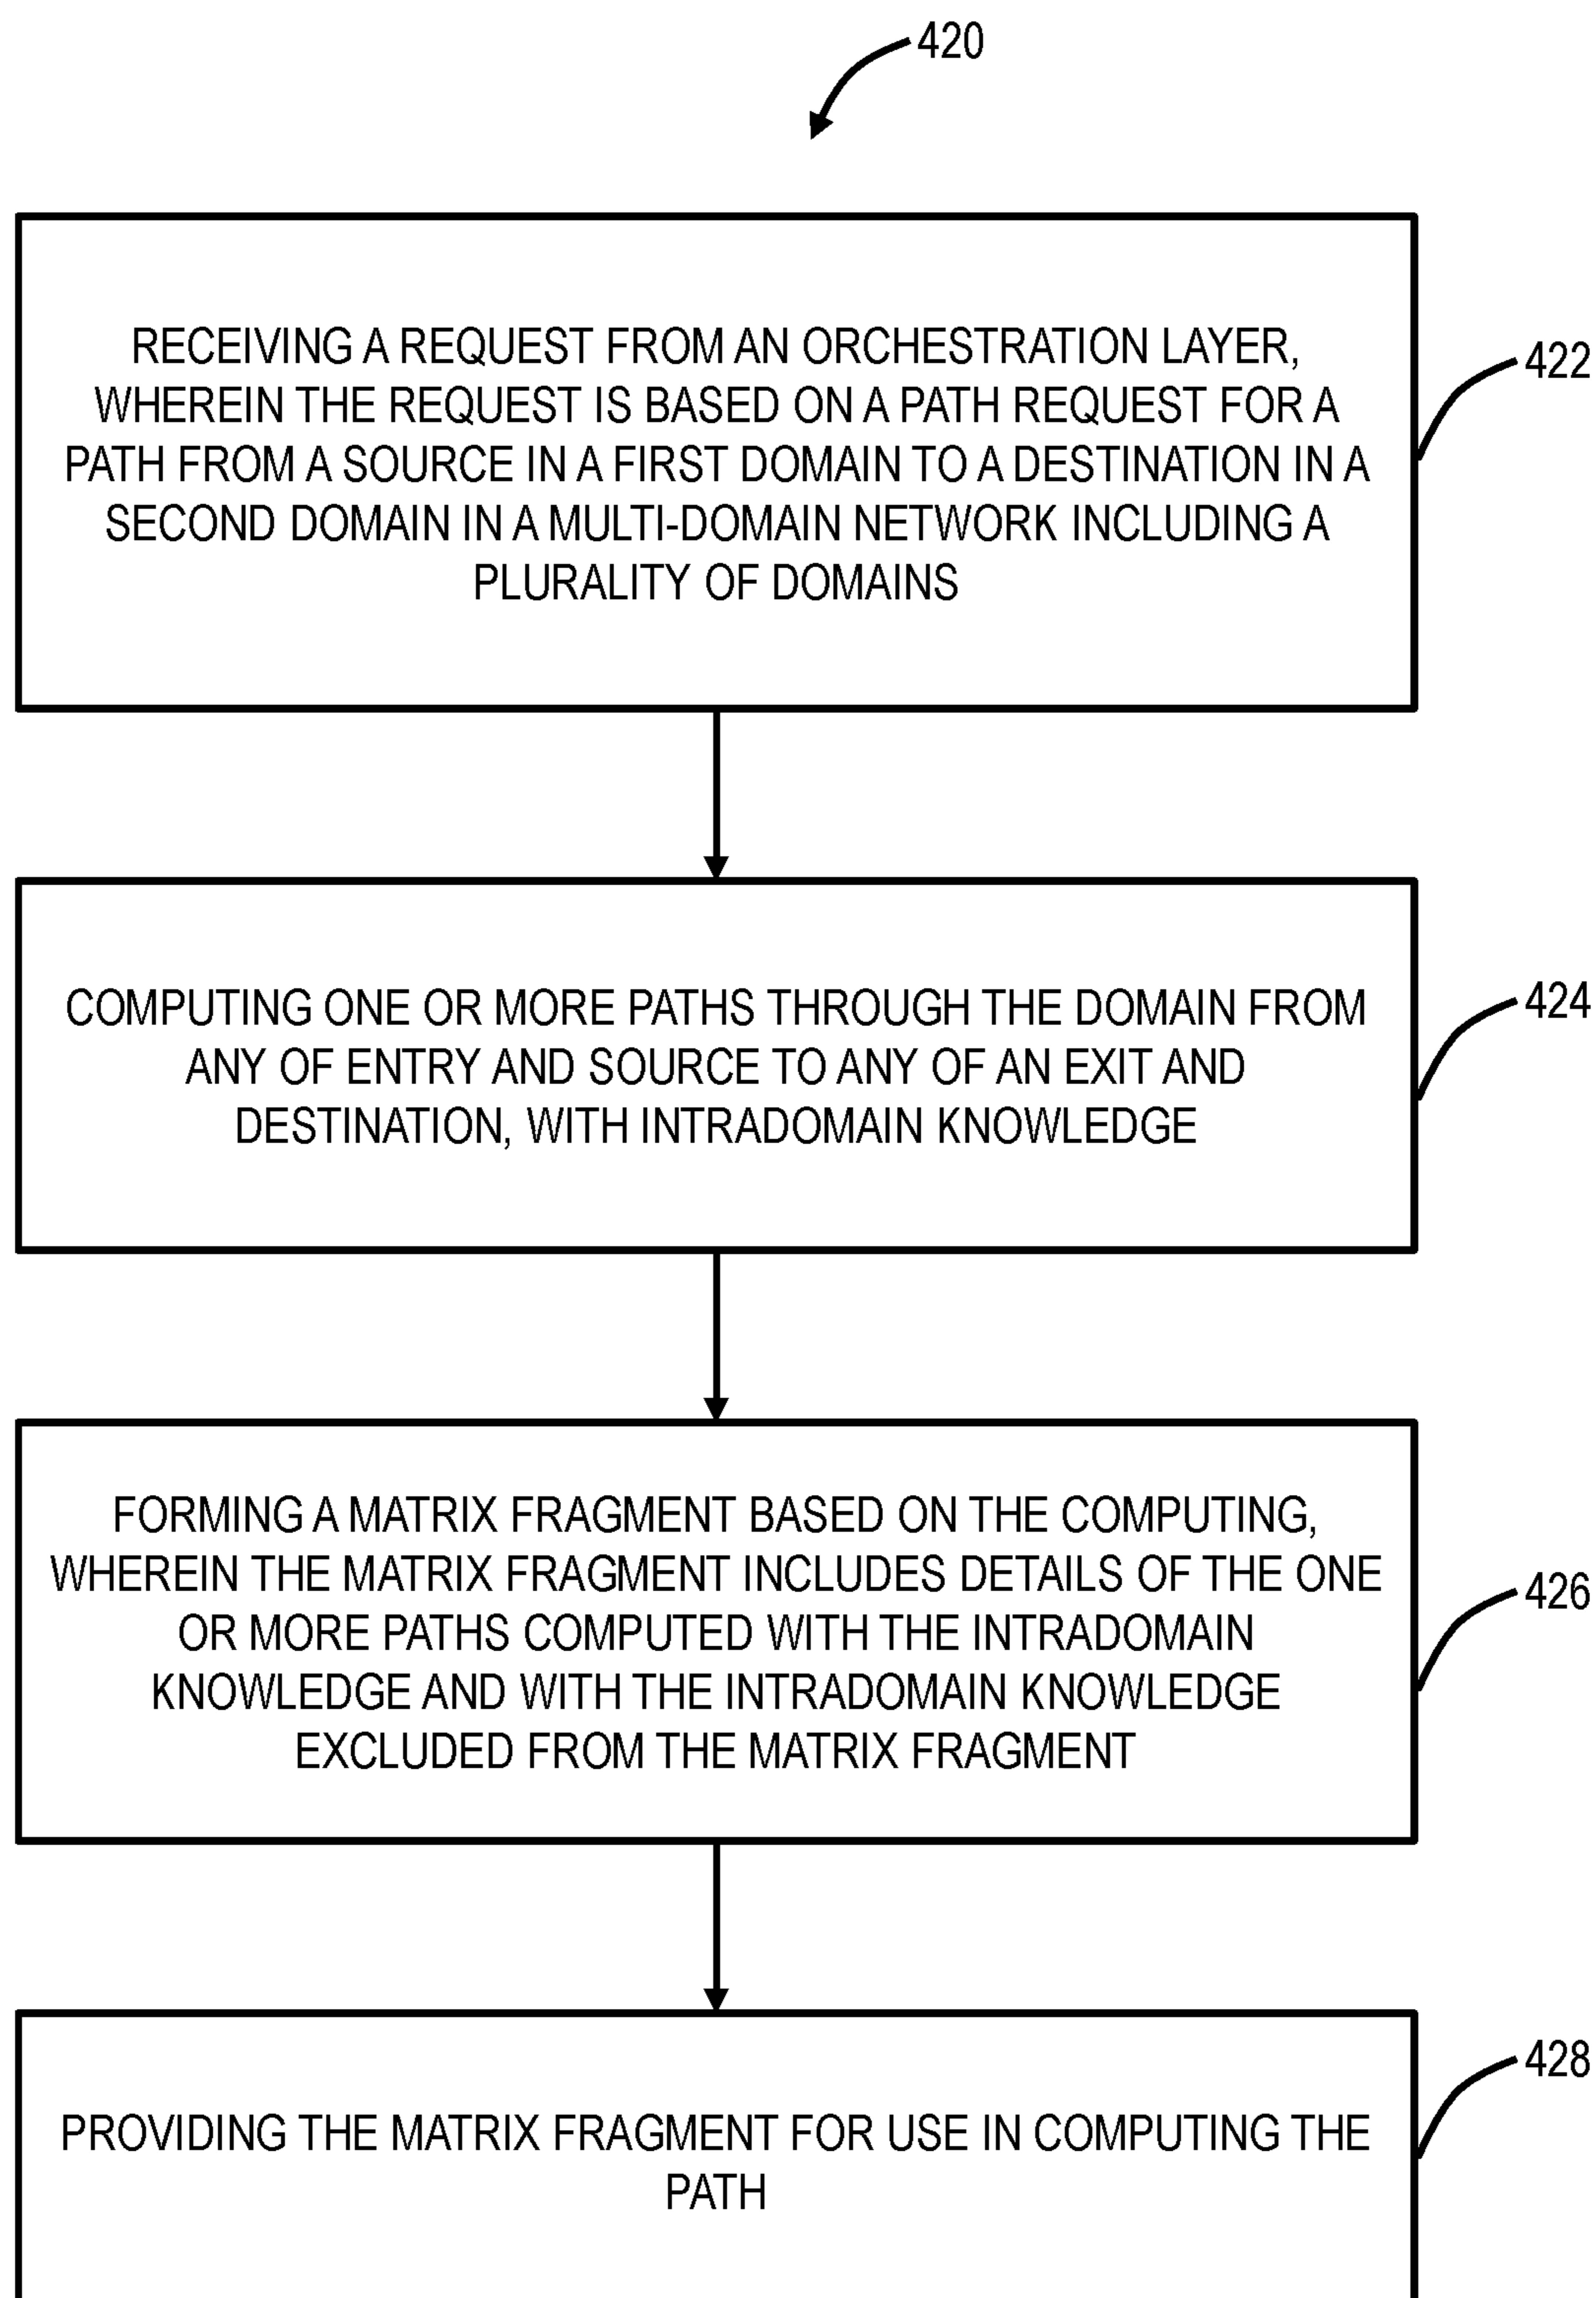 420
RECEIVING A REQUEST FROM AN ORCHESTRATION LAYER,
WHEREIN THE REQUEST IS BASED ON A PATH REQUEST FOR A
PATH FROM A SOURCE IN A FIRST DOMAIN TO A DESTINATION IN A
SECOND DOMAIN IN A MULTI-DOMAIN NETWORK INCLUDING A
PLURALITY OF DOMAINS
422
COMPUTING ONE OR MORE PATHS THROUGH THE DOMAIN FROM
ANY OF ENTRY AND SOURCE TO ANY OF AN EXIT AND
DESTINATION, WITH INTRADOMAIN KNOWLEDGE
424
FORMING A MATRIX FRAGMENT BASED ON THE COMPUTING,
WHEREIN THE MATRIX FRAGMENT INCLUDES DETAILS OF THE ONE
OR MORE PATHS COMPUTED WITH THE INTRADOMAIN
KNOWLEDGE AND WITH THE INTRADOMAIN KNOWLEDGE
EXCLUDED FROM THE MATRIX FRAGMENT
426
PROVIDING THE MATRIX FRAGMENT FOR USE IN COMPUTING THE
PATH
428